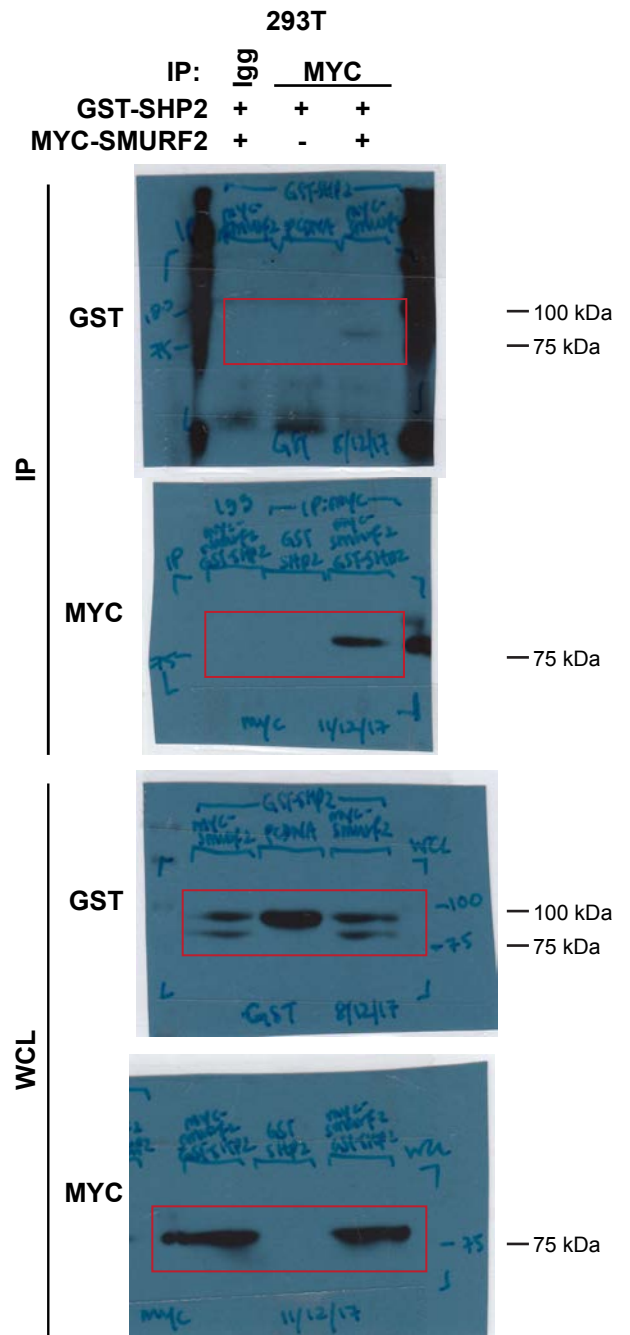 293T
IP: Igg MYC
GST-SHP2 + + +
MYC-SMURF2 + - +
IP
GST
GST-SHP2
IP myc-smurf2 PCDNA myc-smurf2
100
75
GST 8/12/17
100 kDa
75 kDa
MYC
Igg IP:myc
IP myc-smurf2 GST-SHP2 GST SHP2 myc-smurf2 GST-SHP2
75
myc 11/12/17
75 kDa
WCL
GST
GST-SHP2
myc-smurf2 PCDNA myc-smurf2 WCL
-100
-75
GST 8/12/17
100 kDa
75 kDa
MYC
myc-smurf2 GST-SHP2 GST SHP2 myc-smurf2 GST-SHP2 WCL
-75
myc 11/12/17
75 kDa